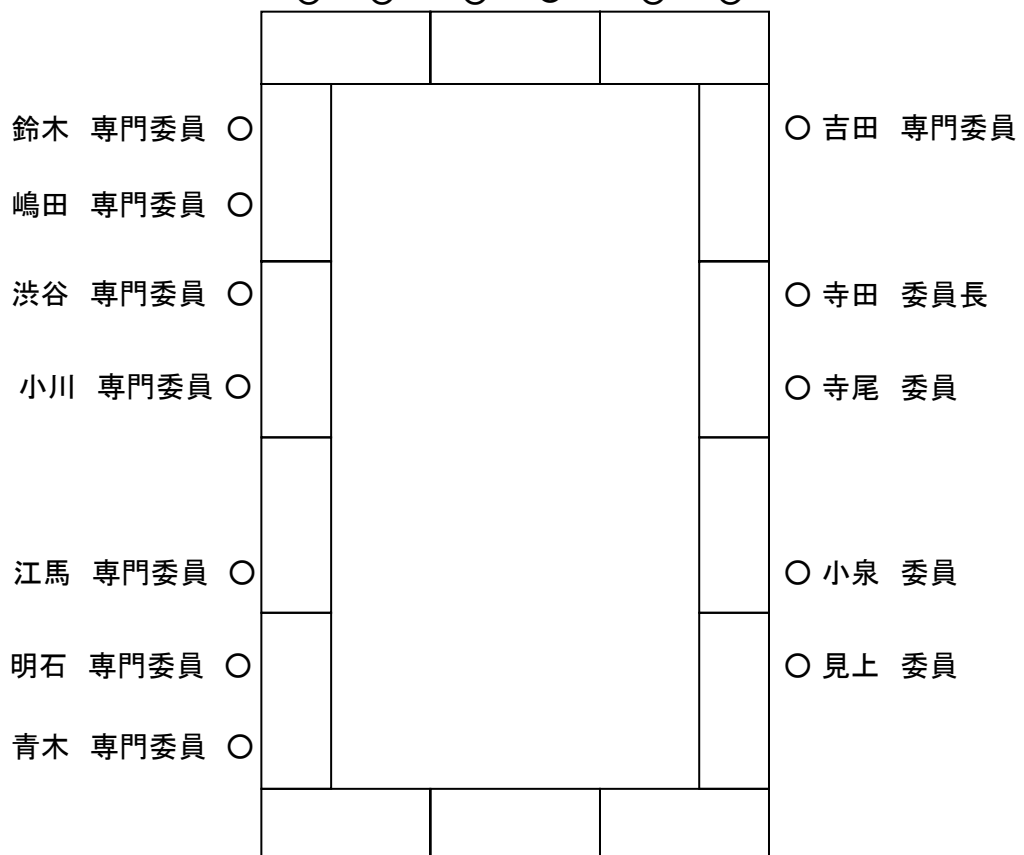 ○ ○ ○ ○ ○ ○
鈴木 専門委員 ○
○ 吉田 専門委員
嶋田 専門委員 ○
渋谷 専門委員 ○
○ 寺田 委員長
小川 専門委員 ○
○ 寺尾 委員
江馬 専門委員 ○
○ 小泉 委員
明石 専門委員 ○
○ 見上 委員
青木 専門委員 ○